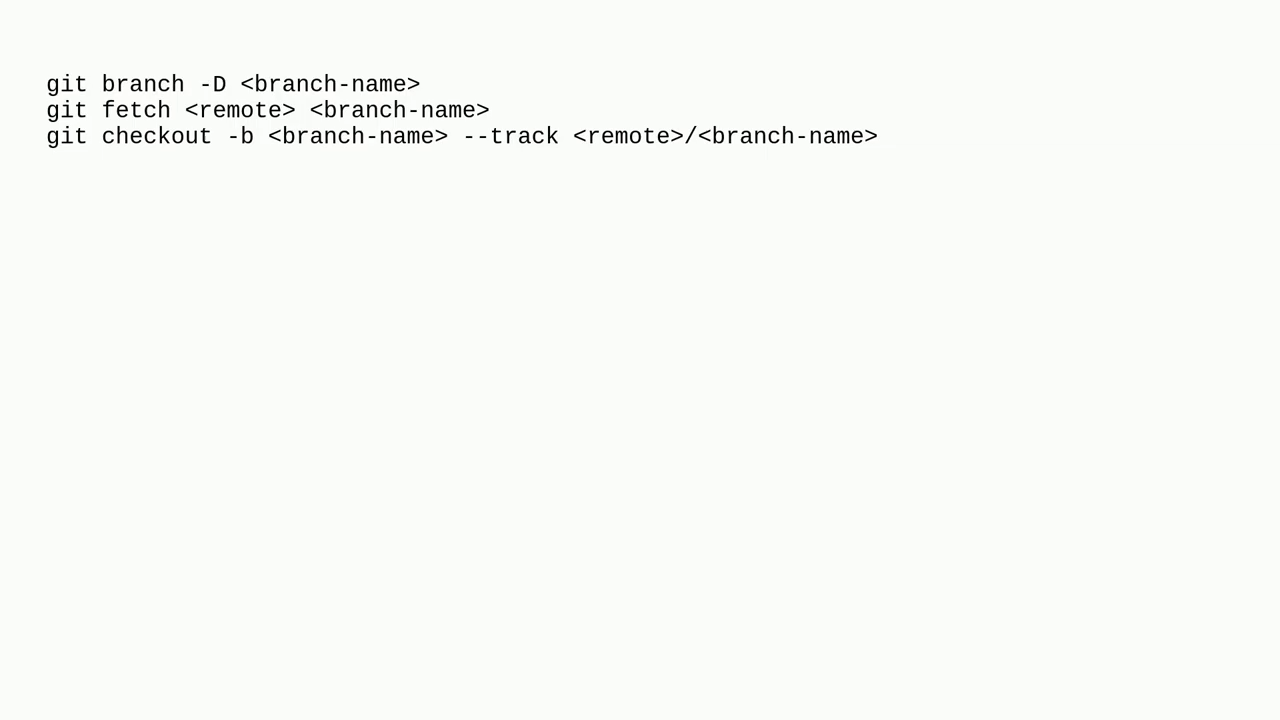 git branch -D <branch-name>
git fetch <remote> <branch-name>
git checkout -b <branch-name> --track <remote>/<branch-name>